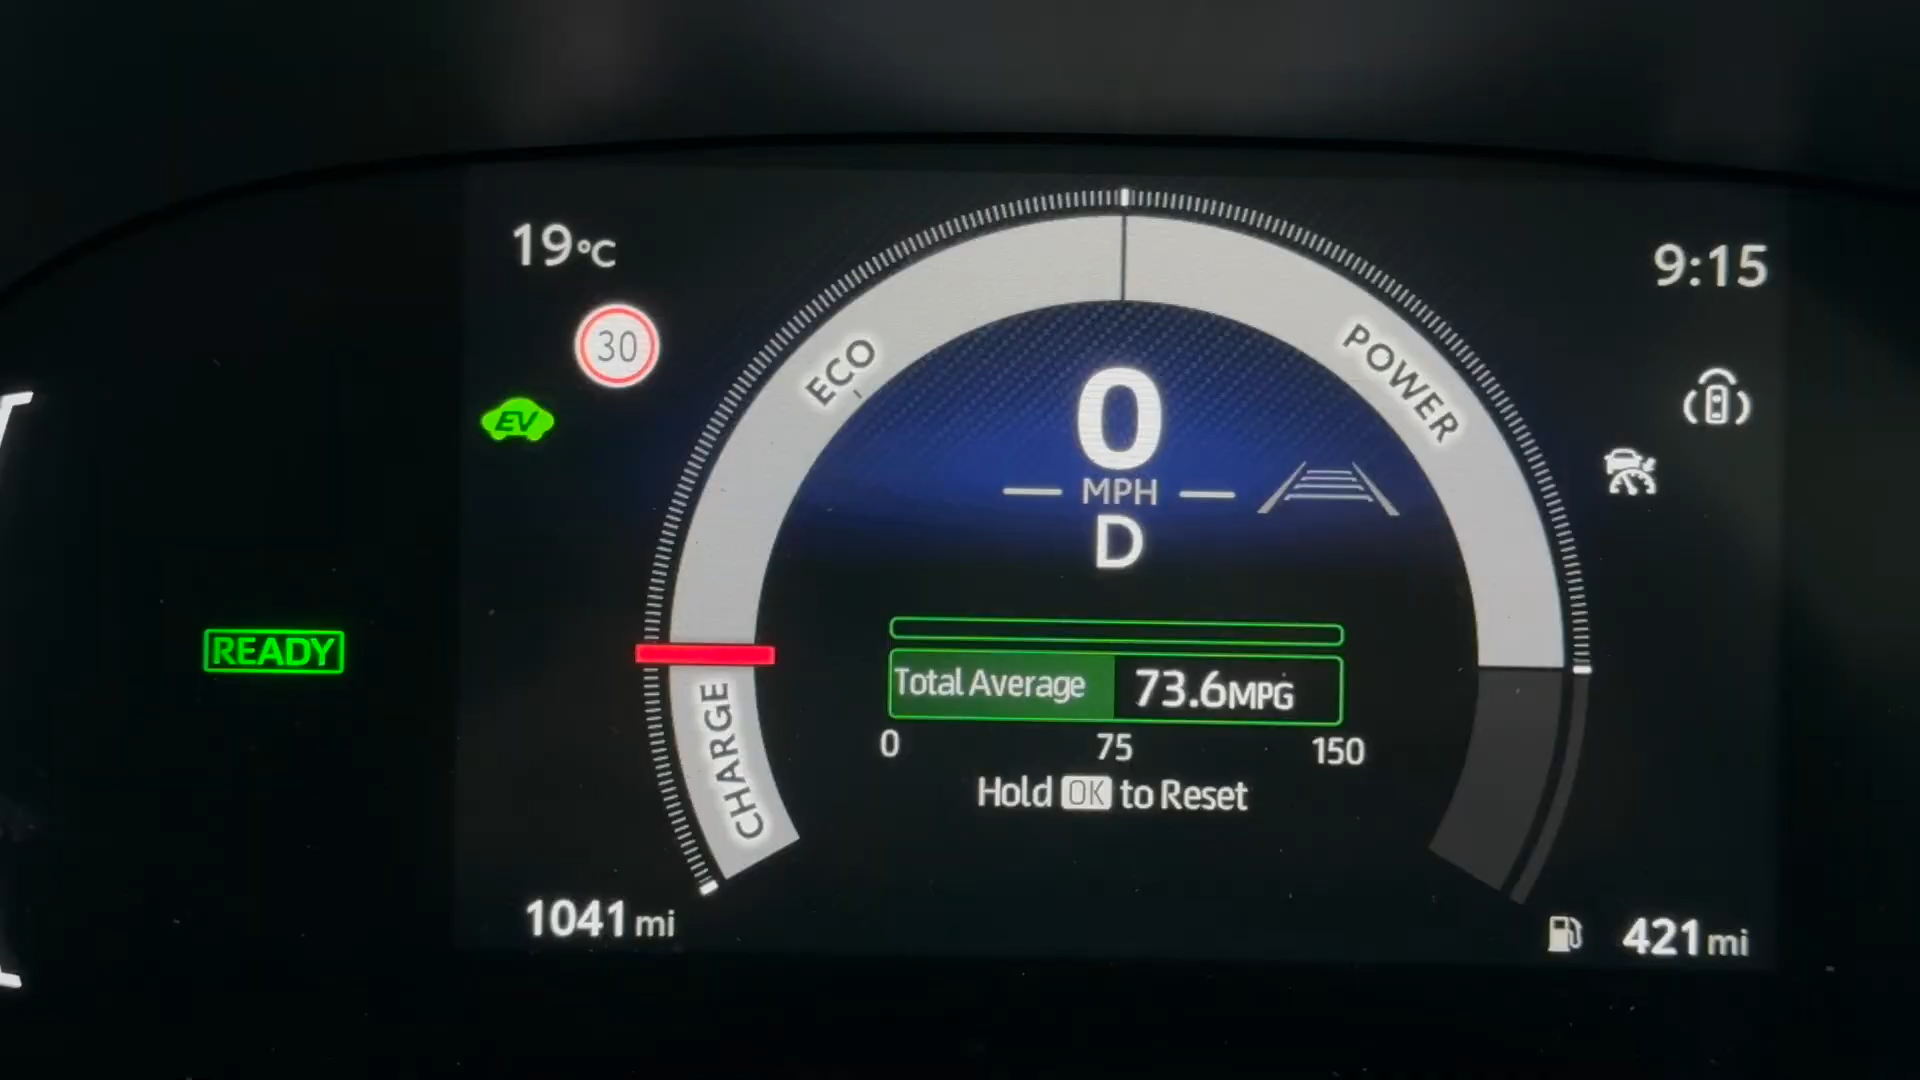 19°C
9:15
30
EV
ECO
POWER
0
MPH
D
READY
Total Average 73.6MPG
0 75 150
Hold OK to Reset
CHARGE
1041 mi
421 mi